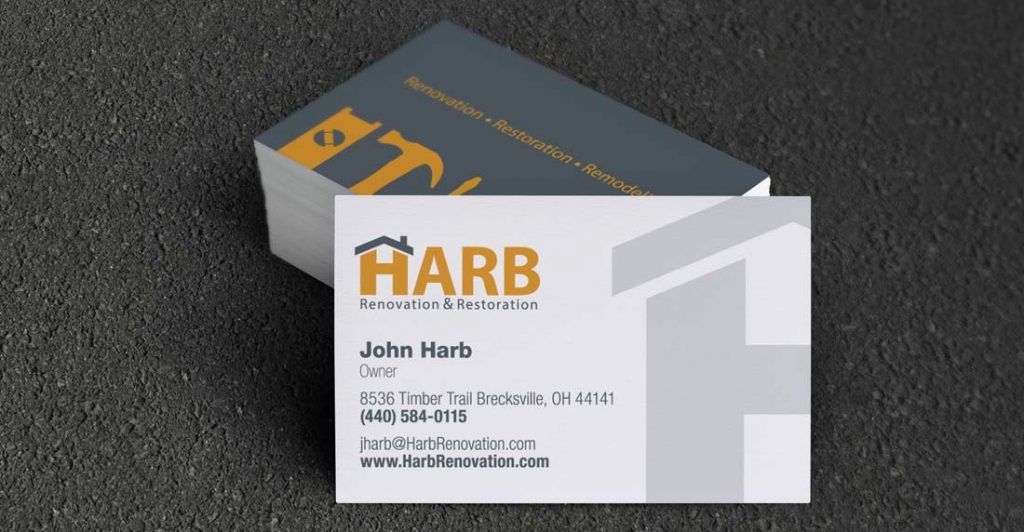 Renovation • Restoration • Remodel
HARB
Renovation & Restoration
John Harb
Owner
8536 Timber Trail Brecksville, OH 44141
(440) 584-0115
jharb@HarbRenovation.com
www.HarbRenovation.com